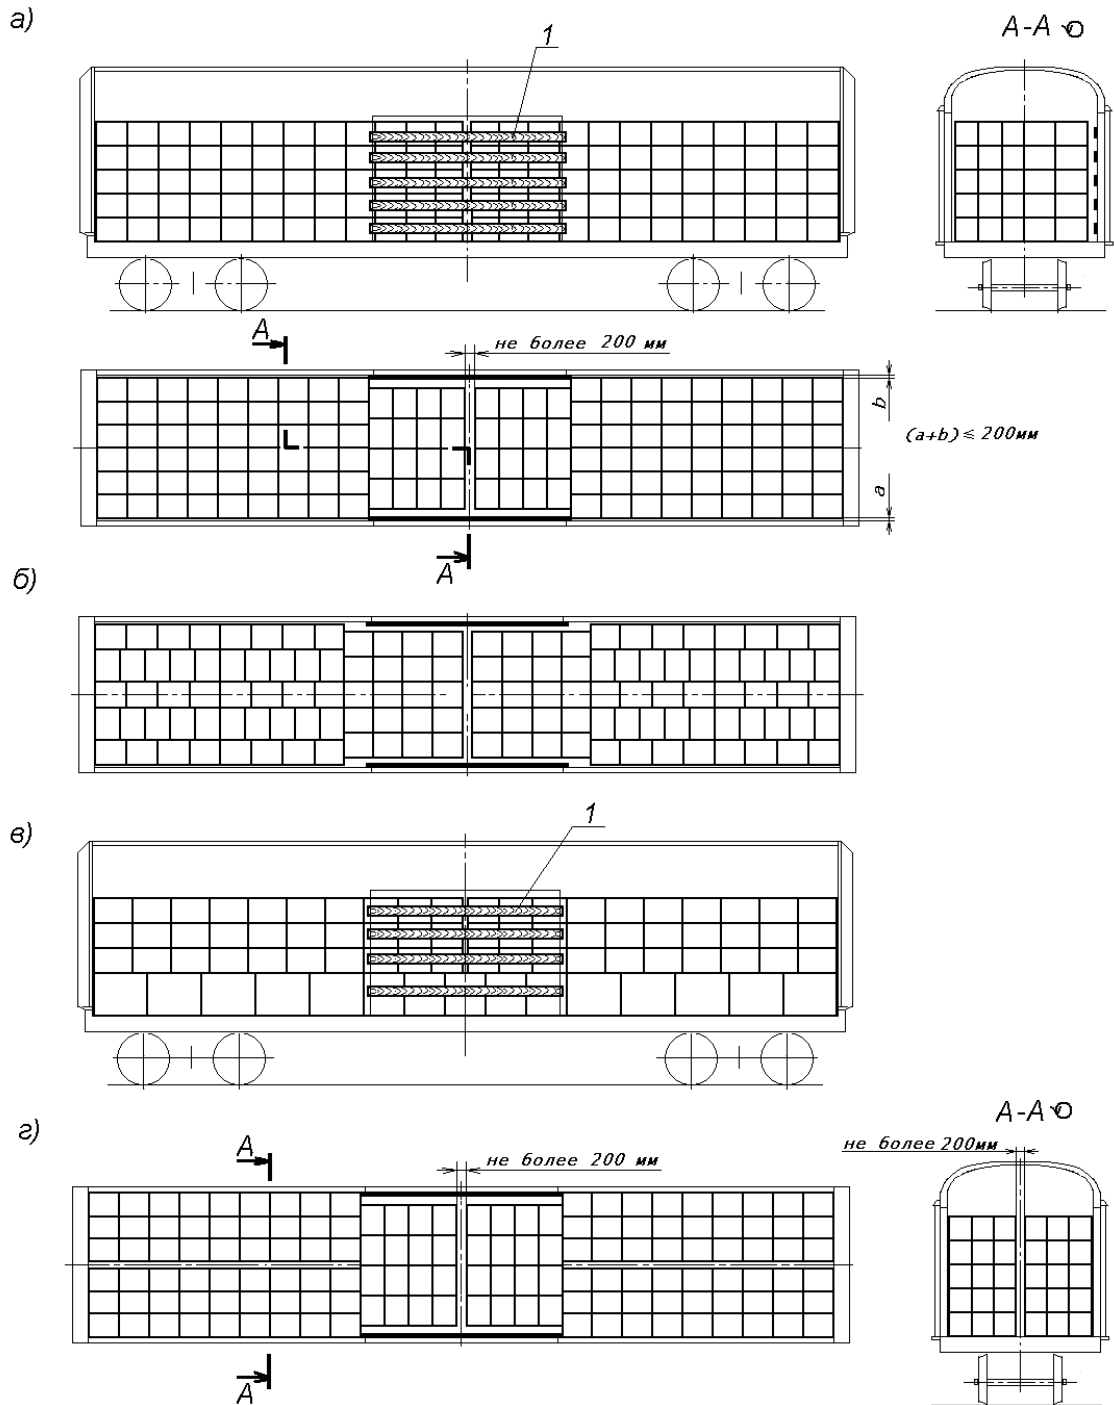 а)
1
А-А
А
не более 200 мм
b
(a+b) ≤ 200мм
a
А
б)
в)
1
г)
А
не более 200 мм
А
А-А
не более 200мм